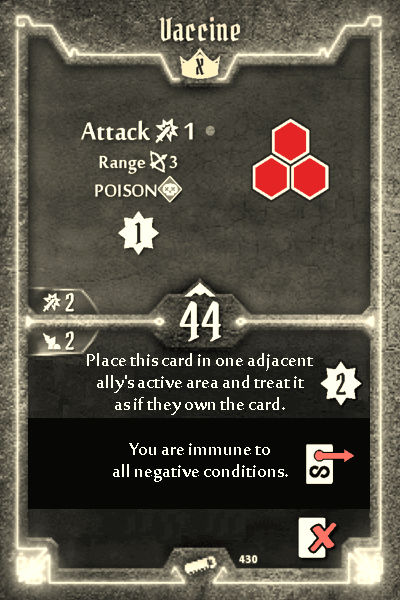 Vaccine
X
Attack 1
Range 3
POISON
1
2
44
2
Place this card in one adjacent
ally's active area and treat it
as if they own the card.
2
You are immune to
all negative conditions.
S
430